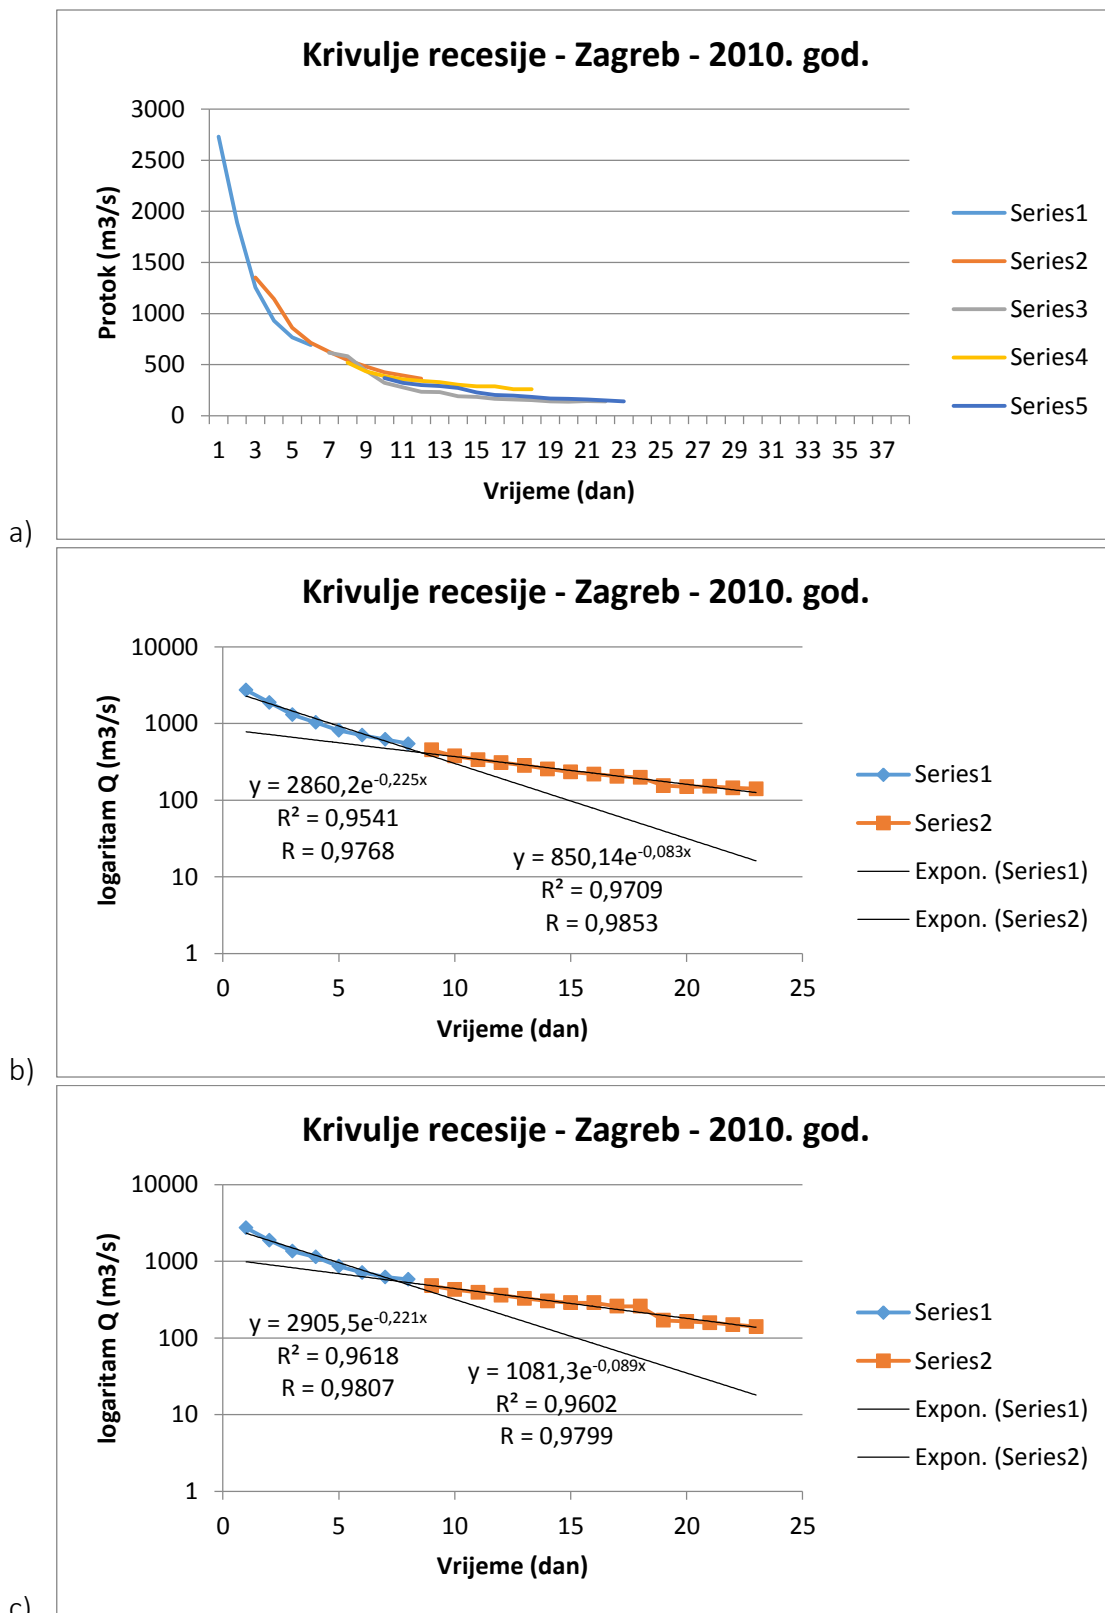 Krivulje recesije - Zagreb - 2010. god.
3000
2500
2000
1500
1000
500
0
Protok (m3/s)
1 3 5 7 9 11 13 15 17 19 21 23 25 27 29 31 33 35 37
Vrijeme (dan)
Series1
Series2
Series3
Series4
Series5
a)
Krivulje recesije - Zagreb - 2010. god.
10000
1000
100
10
1
logaritam Q (m3/s)
y = 2860,2e^-0,225x
R² = 0,9541
R = 0,9768
y = 850,14e^-0,083x
R² = 0,9709
R = 0,9853
0 5 10 15 20 25
Vrijeme (dan)
Series1
Series2
Expon. (Series1)
Expon. (Series2)
b)
Krivulje recesije - Zagreb - 2010. god.
10000
1000
100
10
1
logaritam Q (m3/s)
y = 2905,5e^-0,221x
R² = 0,9618
R = 0,9807
y = 1081,3e^-0,089x
R² = 0,9602
R = 0,9799
0 5 10 15 20 25
Vrijeme (dan)
Series1
Series2
Expon. (Series1)
Expon. (Series2)
c)